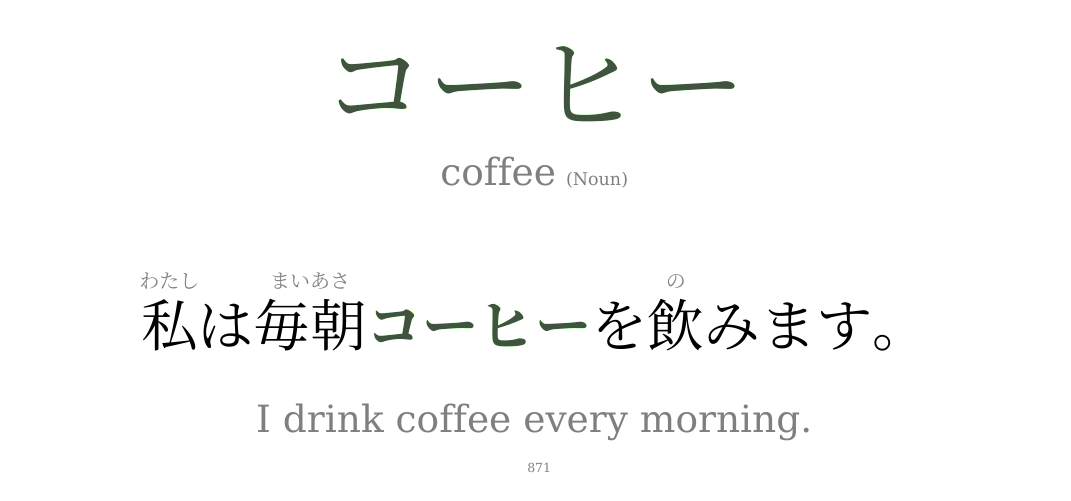 コーヒー
coffee (Noun)
わたし まいあさ の
私は毎朝コーヒーを飲みます。
I drink coffee every morning.
871